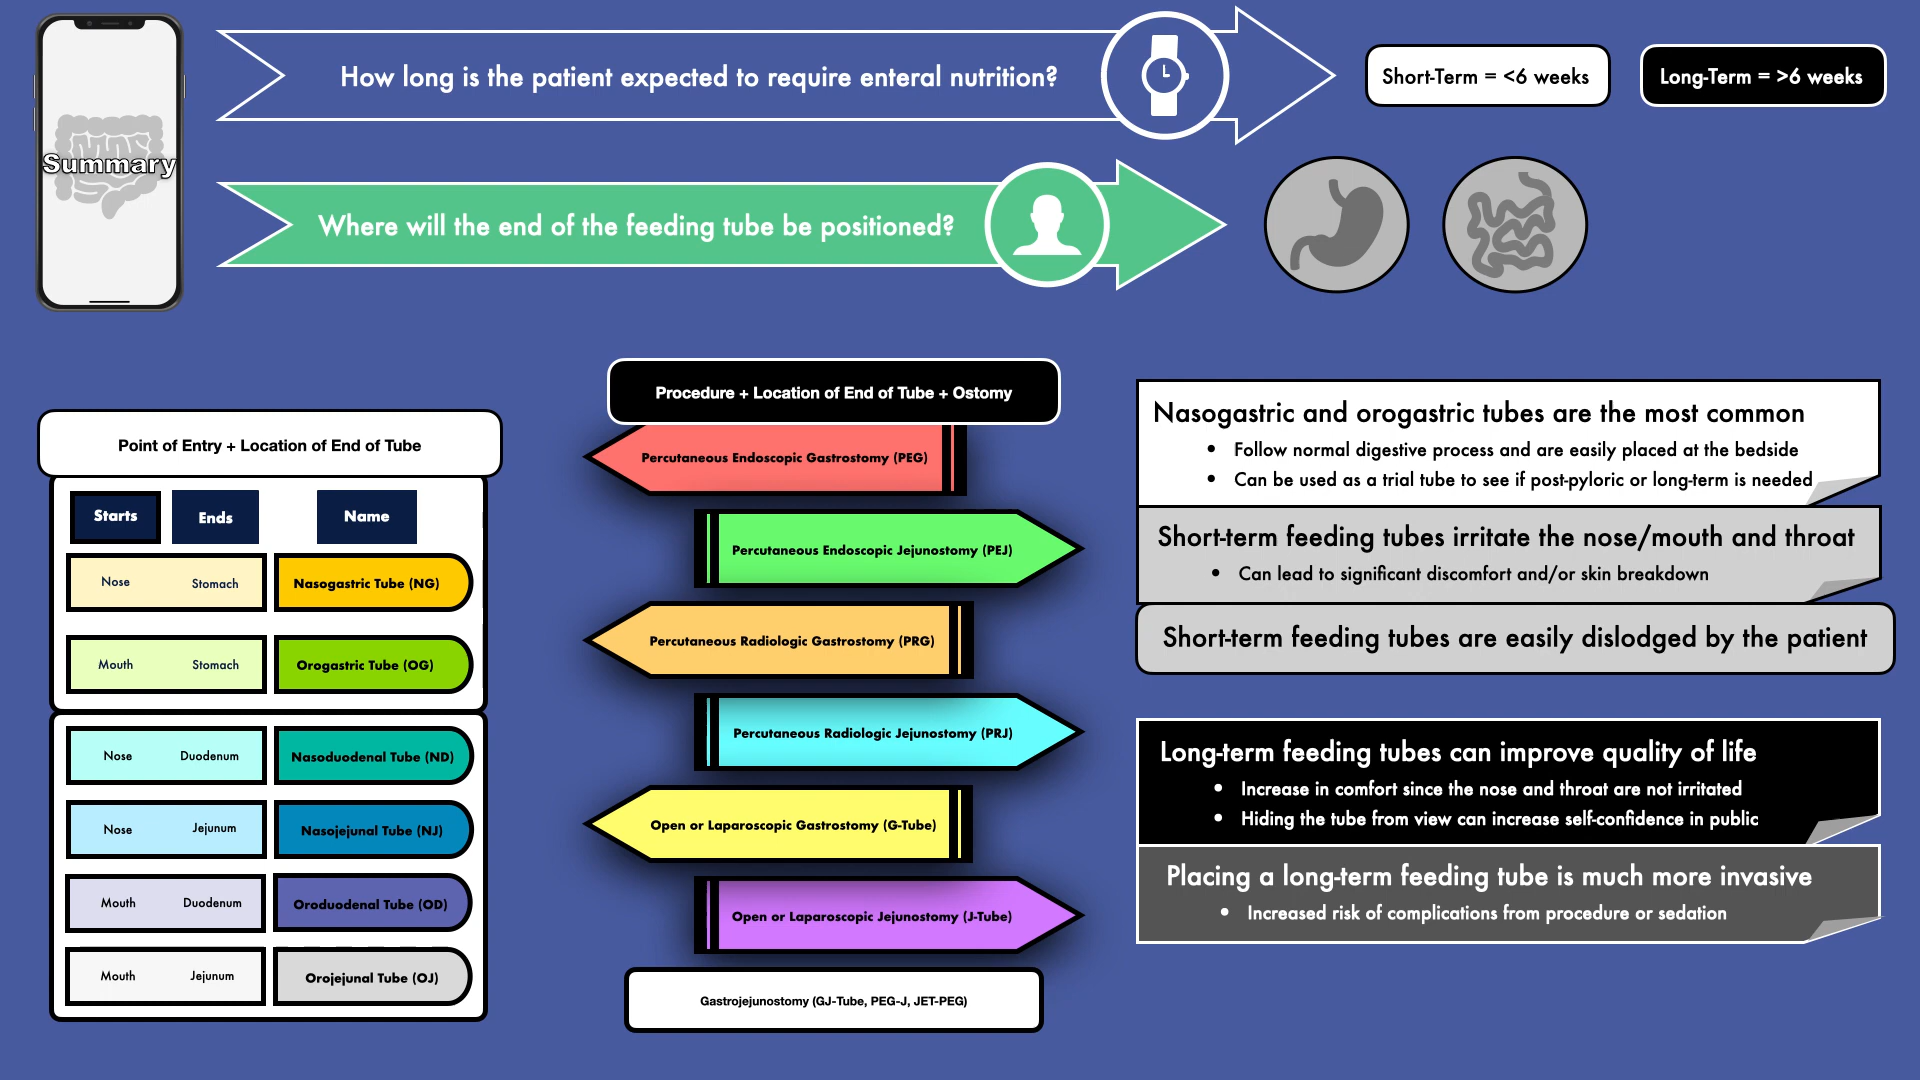 Summary
How long is the patient expected to require enteral nutrition?
Short-Term = <6 weeks
Long-Term = >6 weeks
Where will the end of the feeding tube be positioned?
Point of Entry + Location of End of Tube
Starts
Ends
Name
Nose
Stomach
Nasogastric Tube (NG)
Mouth
Stomach
Orogastric Tube (OG)
Nose
Duodenum
Nasoduodenal Tube (ND)
Nose
Jejunum
Nasojejunal Tube (NJ)
Mouth
Duodenum
Oroduodenal Tube (OD)
Mouth
Jejunum
Orojejunal Tube (OJ)
Procedure + Location of End of Tube + Ostomy
Percutaneous Endoscopic Gastrostomy (PEG)
Percutaneous Endoscopic Jejunostomy (PEJ)
Percutaneous Radiologic Gastrostomy (PRG)
Percutaneous Radiologic Jejunostomy (PRJ)
Open or Laparoscopic Gastrostomy (G-Tube)
Open or Laparoscopic Jejunostomy (J-Tube)
Gastrojejunostomy (GJ-Tube, PEG-J, JET-PEG)
Nasogastric and orogastric tubes are the most common
• Follow normal digestive process and are easily placed at the bedside
• Can be used as a trial tube to see if post-pyloric or long-term is needed
Short-term feeding tubes irritate the nose/mouth and throat
• Can lead to significant discomfort and/or skin breakdown
Short-term feeding tubes are easily dislodged by the patient
Long-term feeding tubes can improve quality of life
• Increase in comfort since the nose and throat are not irritated
• Hiding the tube from view can increase self-confidence in public
Placing a long-term feeding tube is much more invasive
• Increased risk of complications from procedure or sedation